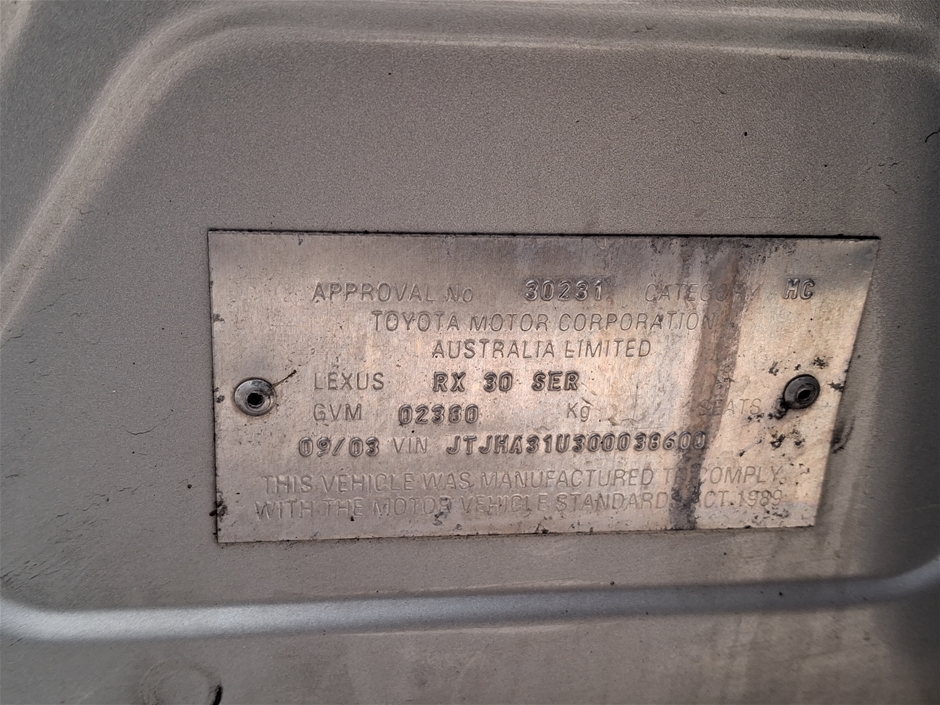 APPROVAL No 30231 CATEGORY MC
TOYOTA MOTOR CORPORATION
AUSTRALIA LIMITED
LEXUS RX 30 SER
GVM 02380 Kg SEATS
09/03 VIN JTJHA31U300038600
THIS VEHICLE WAS MANUFACTURED TO COMPLY
WITH THE MOTOR VEHICLE STANDARDS ACT 1989